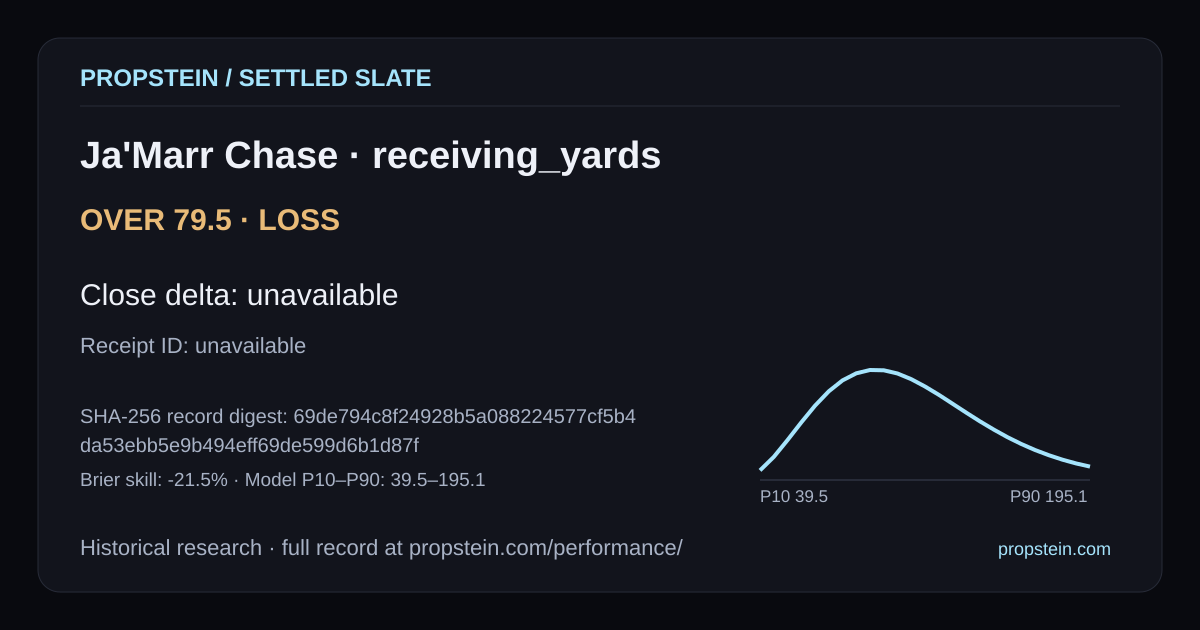 PROPSTEIN / SETTLED SLATE
Ja'Marr Chase · receiving_yards
OVER 79.5 · LOSS
Close delta: unavailable
Receipt ID: unavailable
SHA-256 record digest: 69de794c8f24928b5a088224577cf5b4
da53ebb5e9b494eff69de599d6b1d87f
Brier skill: -21.5% · Model P10–P90: 39.5–195.1
P10 39.5
P90 195.1
Historical research · full record at propstein.com/performance/
propstein.com